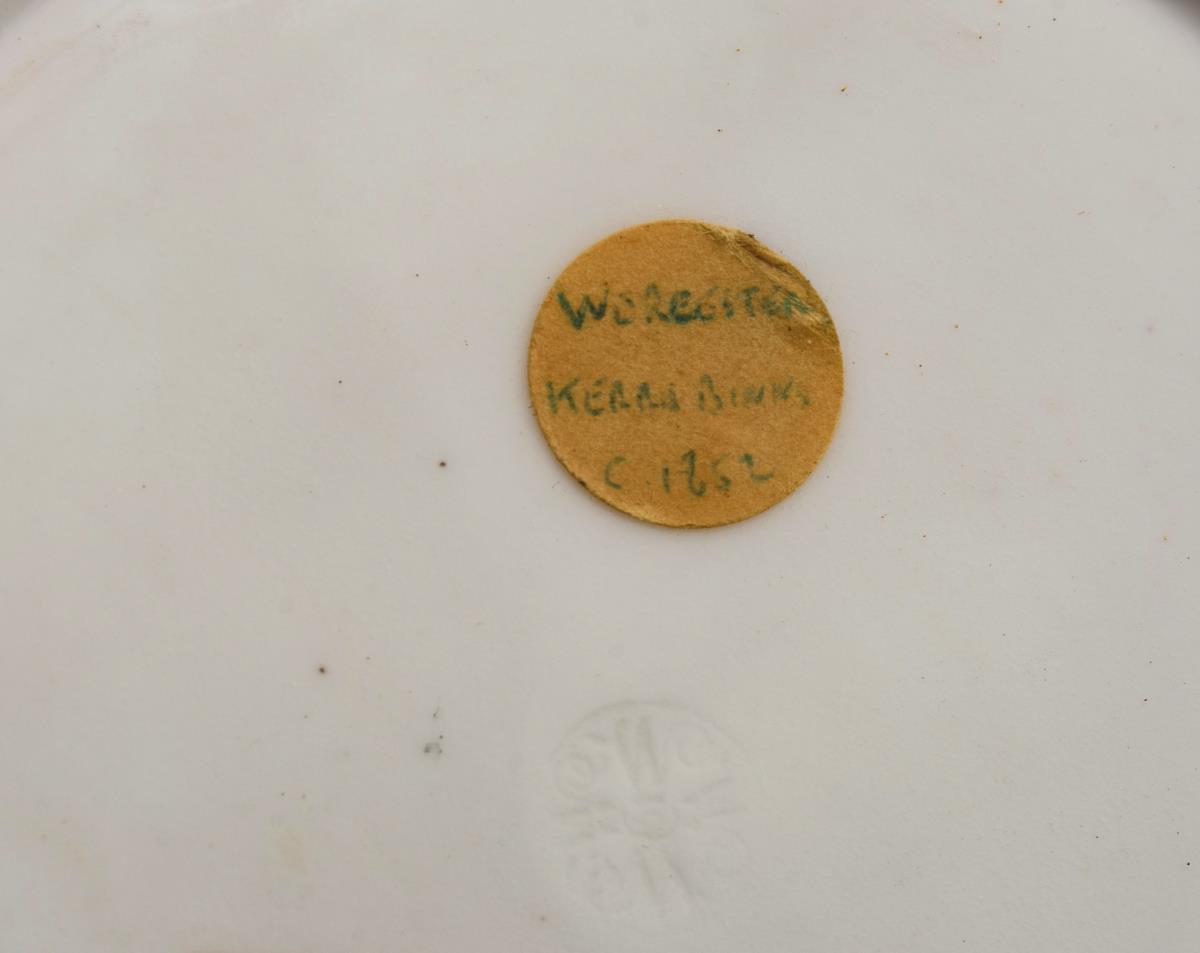 WORCESTER
KERR & BINNS
C. 1852